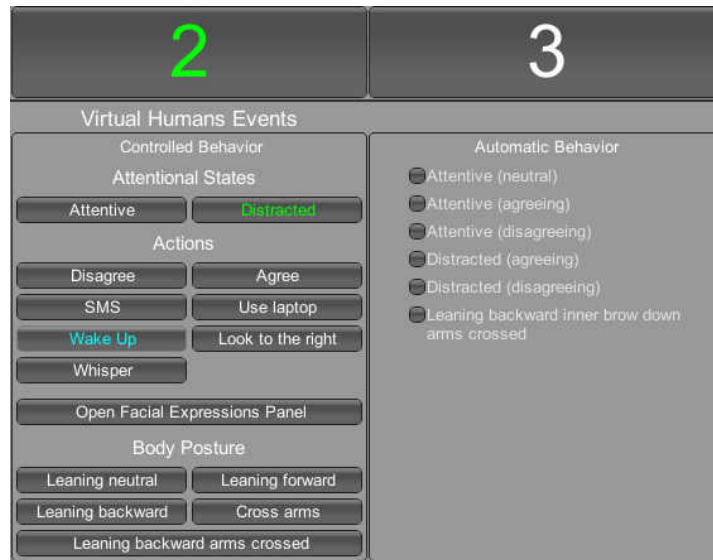 2
3
Virtual Humans Events
Controlled Behavior
Attentional States
Attentive
Distracted
Actions
Disagree
Agree
SMS
Use laptop
Wake Up
Look to the right
Whisper
Open Facial Expressions Panel
Body Posture
Leaning neutral
Leaning forward
Leaning backward
Cross arms
Leaning backward arms crossed
Automatic Behavior
Attentive (neutral)
Attentive (agreeing)
Attentive (disagreeing)
Distracted (agreeing)
Distracted (disagreeing)
Leaning backward inner brow down
arms crossed